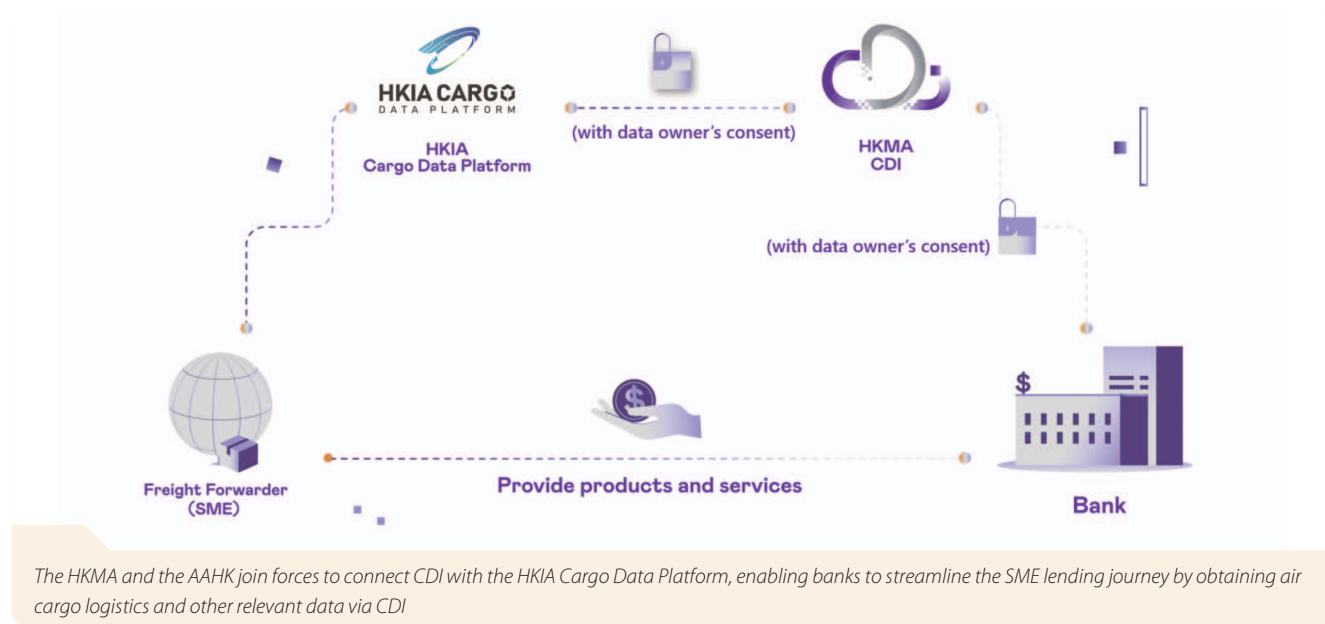 HKIA CARGO
DATA PLATFORM
HKIA
Cargo Data Platform
(with data owner's consent)
HKMA
CDI
(with data owner's consent)
$
$
Freight Forwarder
(SME)
Provide products and services
Bank
The HKMA and the AAHK join forces to connect CDI with the HKIA Cargo Data Platform, enabling banks to streamline the SME lending journey by obtaining air
cargo logistics and other relevant data via CDI